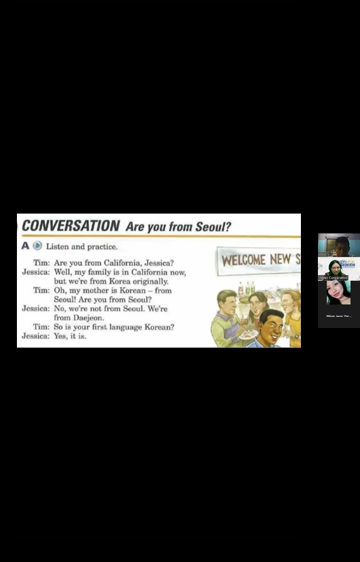 CONVERSATION Are you from Seoul?
A Listen and practice.
Tim: Are you from California, Jessica?
Jessica: Well, my family is in California now,
but we're from Korea originally.
Tim: Oh, my mother is Korean – from
Seoul! Are you from Seoul?
Jessica: No, we're not from Seoul. We're
from Daejeon.
Tim: So is your first language Korean?
Jessica: Yes, it is.
WELCOME NEW S